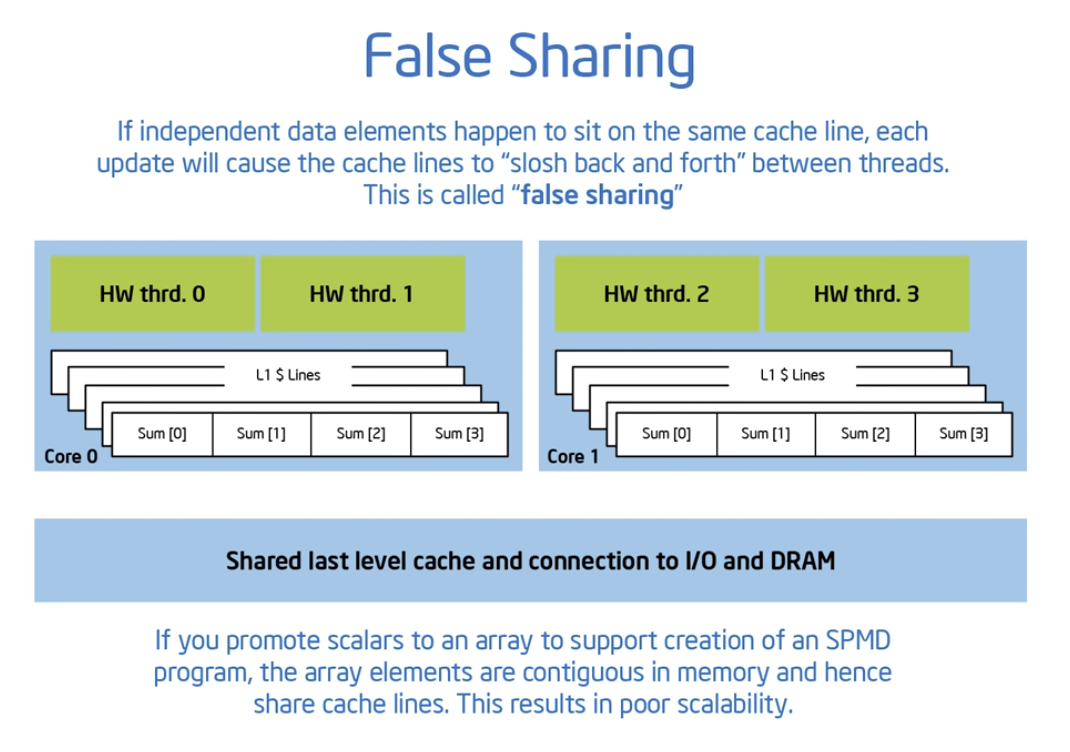 False Sharing
If independent data elements happen to sit on the same cache line, each
update will cause the cache lines to “slosh back and forth” between threads.
This is called “false sharing”
HW thrd. 0
HW thrd. 1
L1 $ Lines
Sum [0]
Sum [1]
Sum [2]
Sum [3]
Core 0
HW thrd. 2
HW thrd. 3
L1 $ Lines
Sum [0]
Sum [1]
Sum [2]
Sum [3]
Core 1
Shared last level cache and connection to I/O and DRAM
If you promote scalars to an array to support creation of an SPMD
program, the array elements are contiguous in memory and hence
share cache lines. This results in poor scalability.